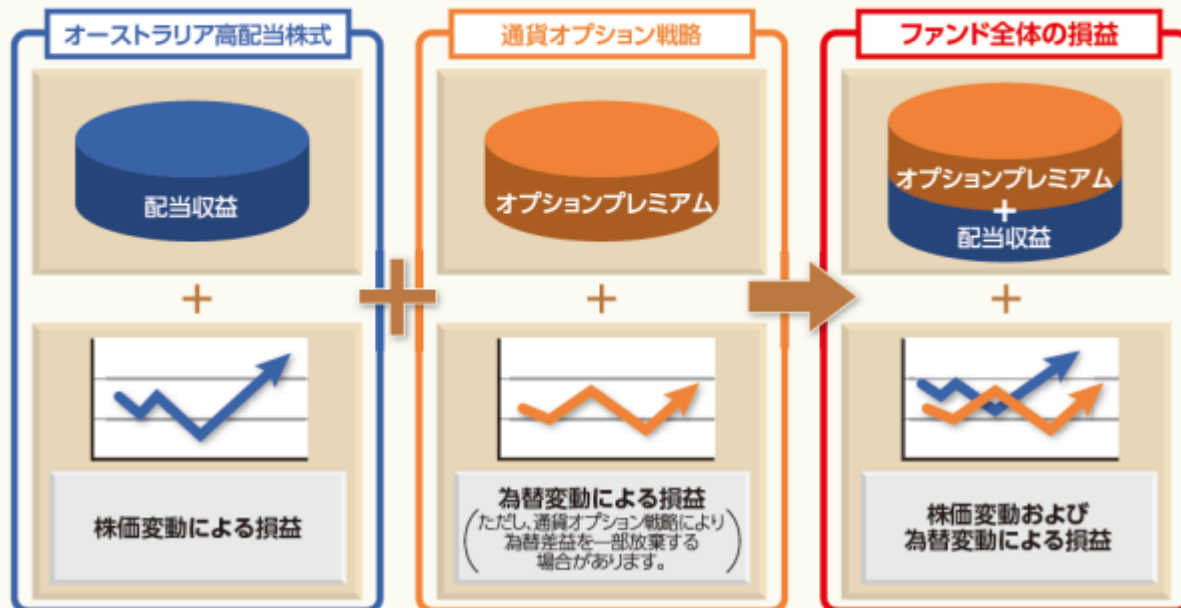 オーストラリア高配当株式
配当収益
+
株価変動による損益
+
通貨オプション戦略
オプションプレミアム
+
為替変動による損益
(ただし、通貨オプション戦略により
為替差益を一部放棄する
場合があります。)
ファンド全体の損益
オプションプレミアム
+
配当収益
+
株価変動および
為替変動による損益